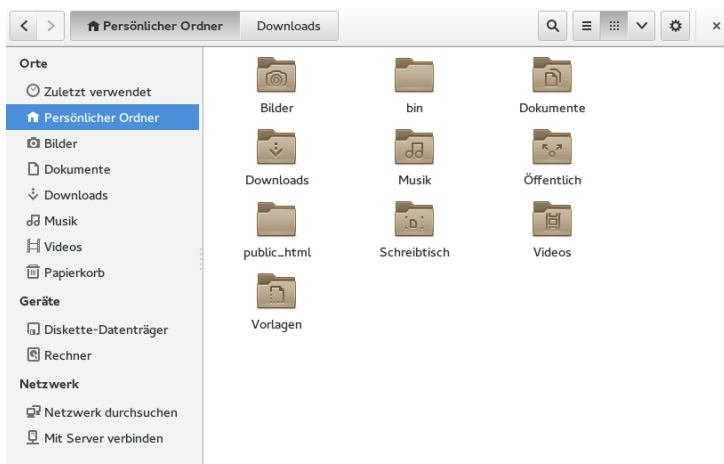 Persönlicher Ordner Downloads
Orte
Zuletzt verwendet
Persönlicher Ordner
Bilder
Dokumente
Downloads
Musik
Videos
Papierkorb
Geräte
Diskette-Datenträger
Rechner
Netzwerk
Netzwerk durchsuchen
Mit Server verbinden
Bilder bin Dokumente
Downloads Musik Öffentlich
public_html Schreibtisch Videos
Vorlagen